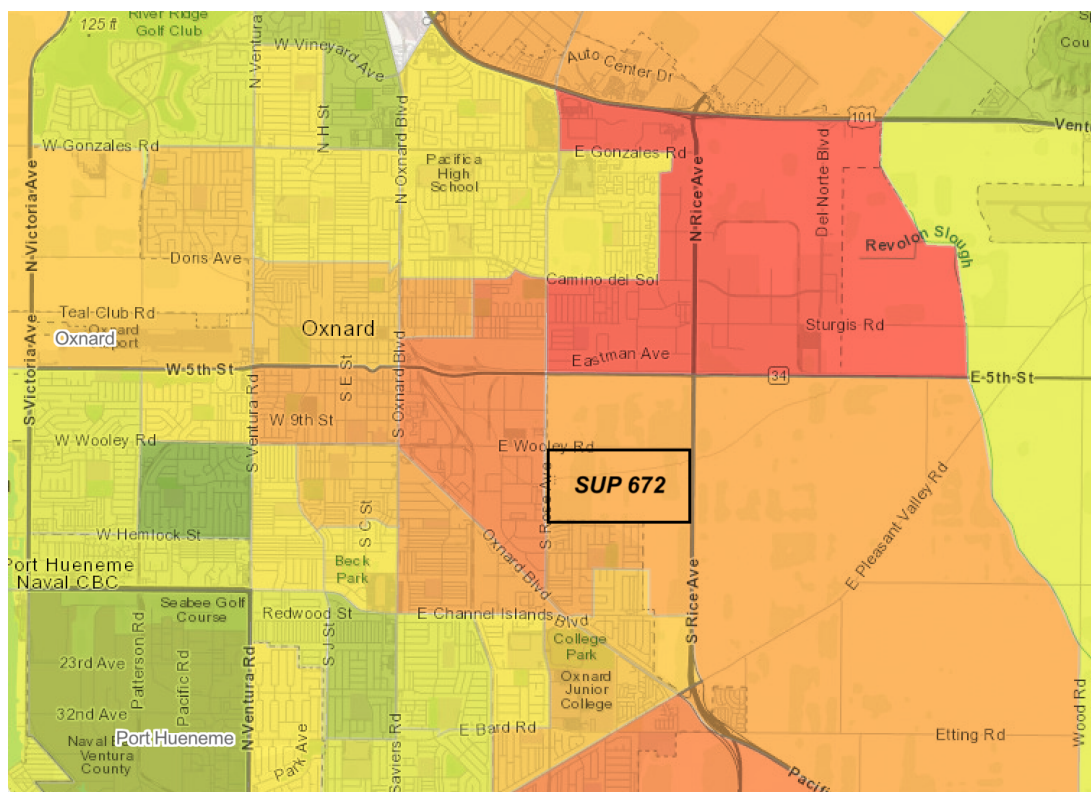 River Ridge
Golf Club
125 ft
W Vineyard Ave
N Ventura
N H St
N Oxnard Blvd
Auto Center Dr
101
Cou
Vent
W Gonzales Rd
E Gonzales Rd
Pacifica
High
School
N Victoria Ave
N Rice Ave
Del Norte Blvd
Revolon Slough
Doris Ave
Camino del Sol
Teal Club Rd
Oxnard
Airport
Oxnard
Oxnard
Sturgis Rd
Eastman Ave
W 5th St
34
E 5th St
S Victoria Ave
S Ventura Rd
S E St
S Oxnard Blvd
W 9th St
W Wooley Rd
E Wooley Rd
S Rose Ave
SUP 672
S C St
W Hemlock St
Oxnard Blvd
E Pleasant Valley Rd
Port Hueneme
Naval CBC
Beck
Park
Seabee Golf
Course
Redwood St
E Channel Islands Blvd
S Rice Ave
S J St
N Ventura Rd
Patterson Rd
Pacific Rd
23rd Ave
32nd Ave
College
Park
Oxnard
Junior
College
Port Hueneme
Ventura
County
Park Ave
Saviers Rd
E Bard Rd
Etting Rd
Wood Rd
Pacific